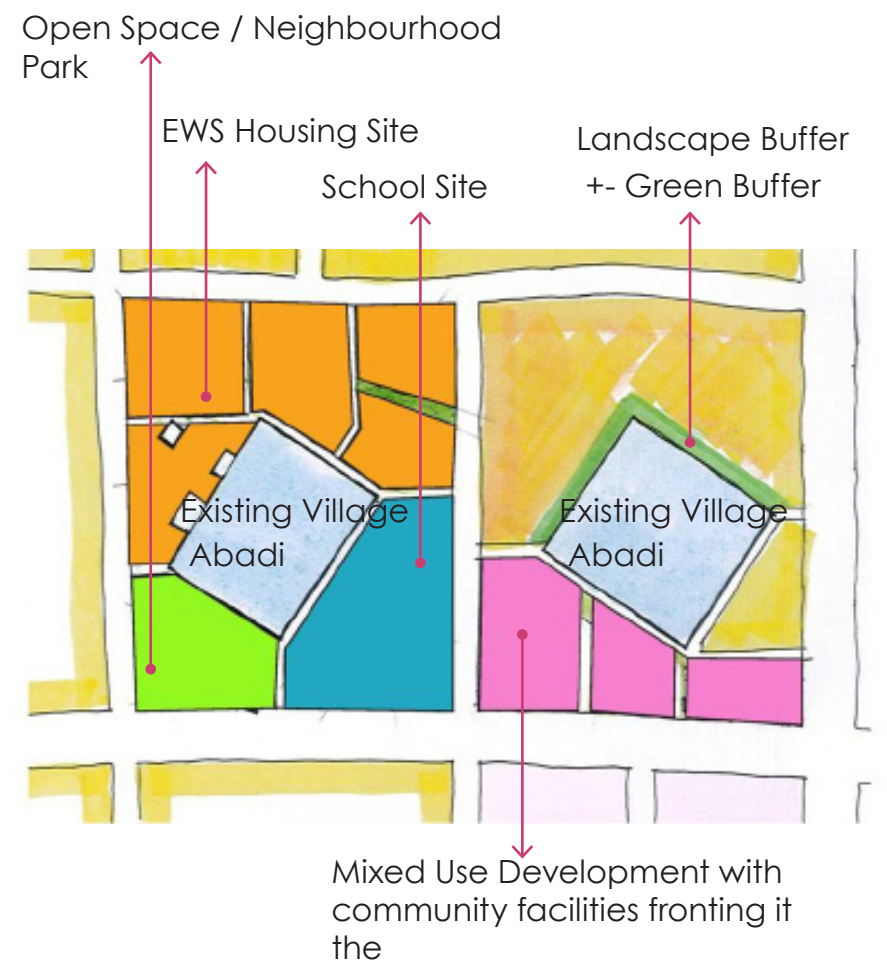 Open Space / Neighbourhood
Park
EWS Housing Site
School Site
Landscape Buffer
+- Green Buffer
Existing Village
Abadi
Existing Village
Abadi
Mixed Use Development with
community facilities fronting it
the